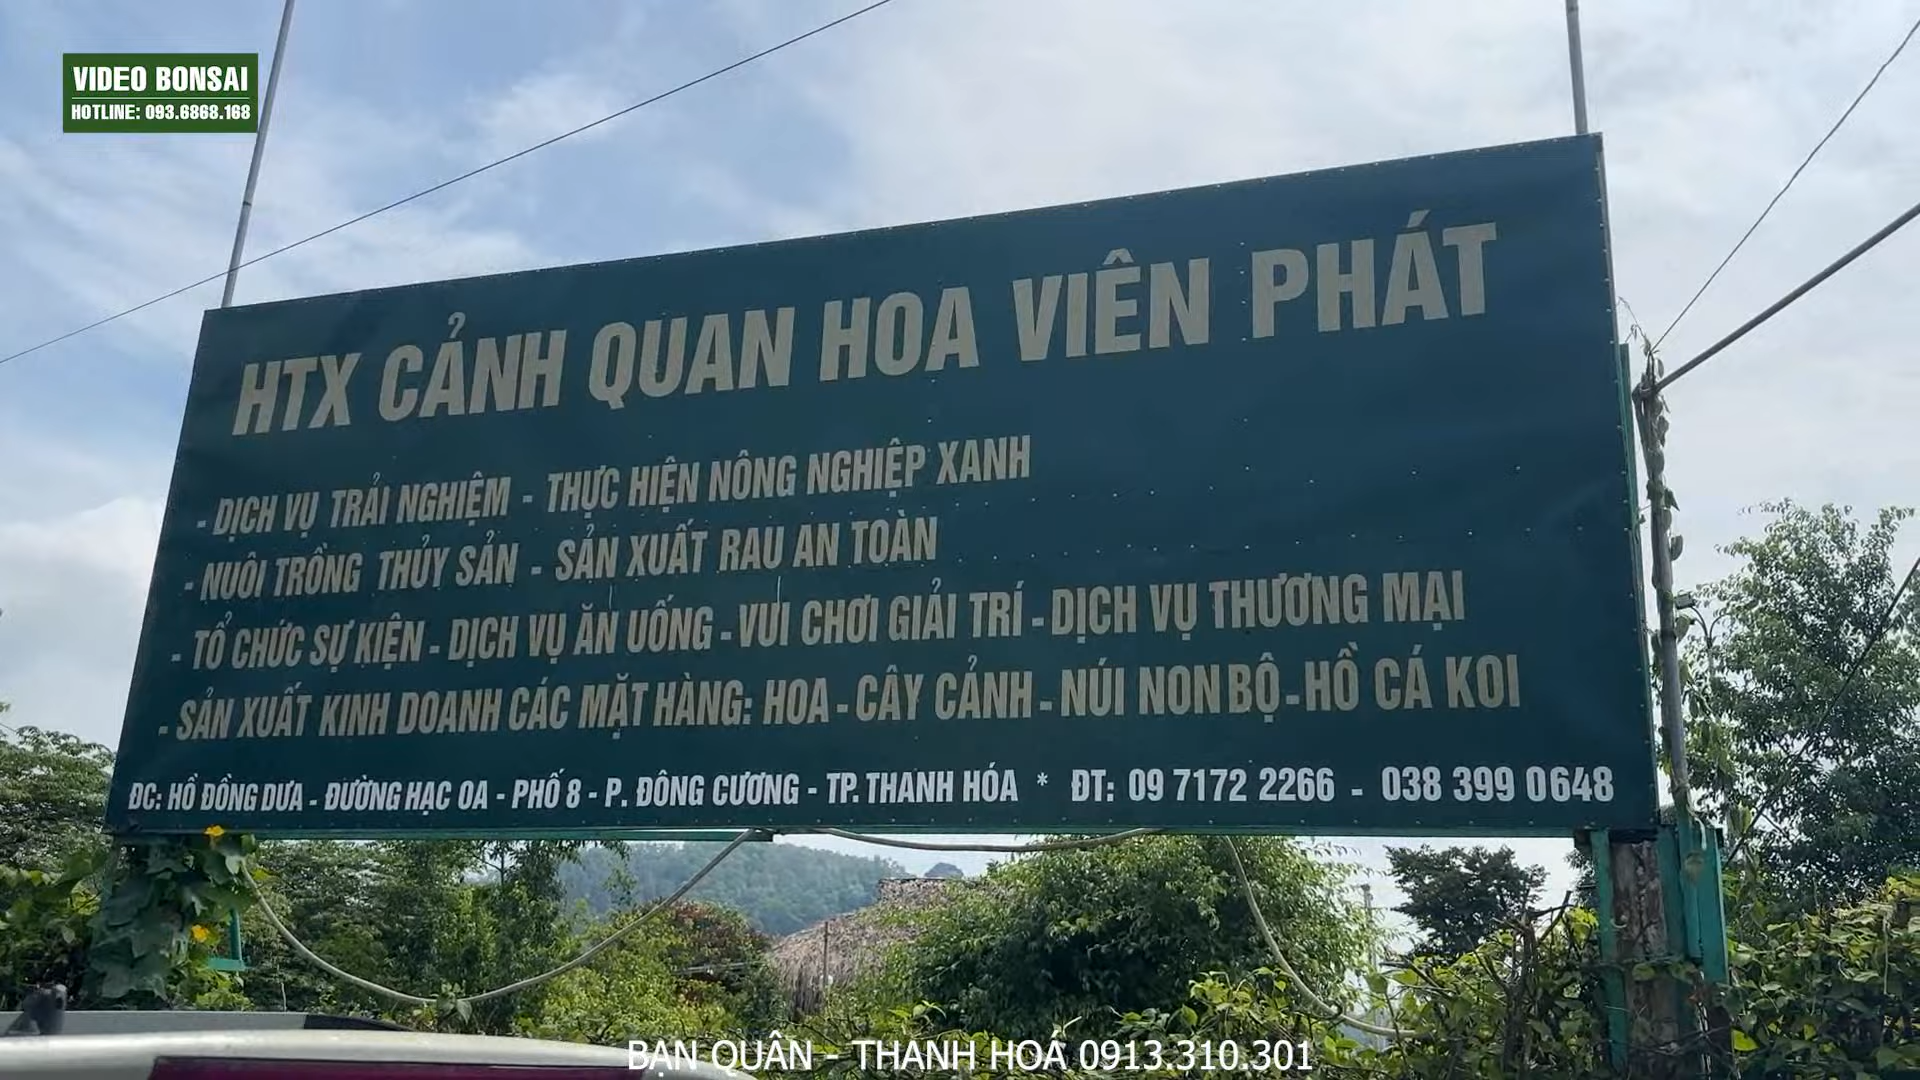 VIDEO BONSAI
HOTLINE: 093.6868.168
HTX CẢNH QUAN HOA VIÊN PHÁT
- DỊCH VỤ TRẢI NGHIỆM - THỰC HIỆN NÔNG NGHIỆP XANH
- NUÔI TRỒNG THỦY SẢN - SẢN XUẤT RAU AN TOÀN
- TỔ CHỨC SỰ KIỆN - DỊCH VỤ ĂN UỐNG - VUI CHƠI GIẢI TRÍ - DỊCH VỤ THƯƠNG MẠI
- SẢN XUẤT KINH DOANH CÁC MẶT HÀNG: HOA - CÂY CẢNH - NÚI NON BỘ - HỒ CÁ KOI
ĐC: HỒ ĐỒNG DƯA - ĐƯỜNG HẠC OA - PHỐ 8 - P. ĐÔNG CƯƠNG - TP. THANH HÓA * ĐT: 09 7172 2266 - 038 399 0648
BẠN QUÂN - THANH HOÁ 0913.310.301